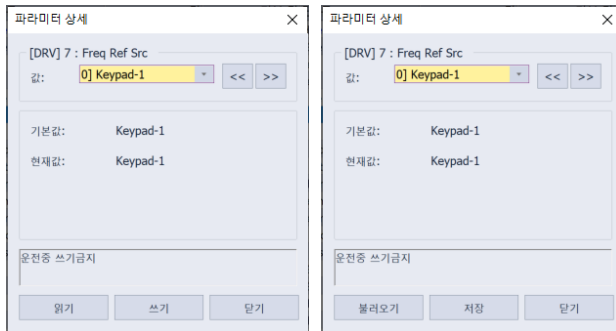 파라미터 상세
[DRV] 7 : Freq Ref Src
값: 0] Keypad-1 << >>
기본값: Keypad-1
현재값: Keypad-1
운전중 쓰기금지
읽기 쓰기 닫기
파라미터 상세
[DRV] 7 : Freq Ref Src
값: 0] Keypad-1 << >>
기본값: Keypad-1
현재값: Keypad-1
운전중 쓰기금지
불러오기 저장 닫기